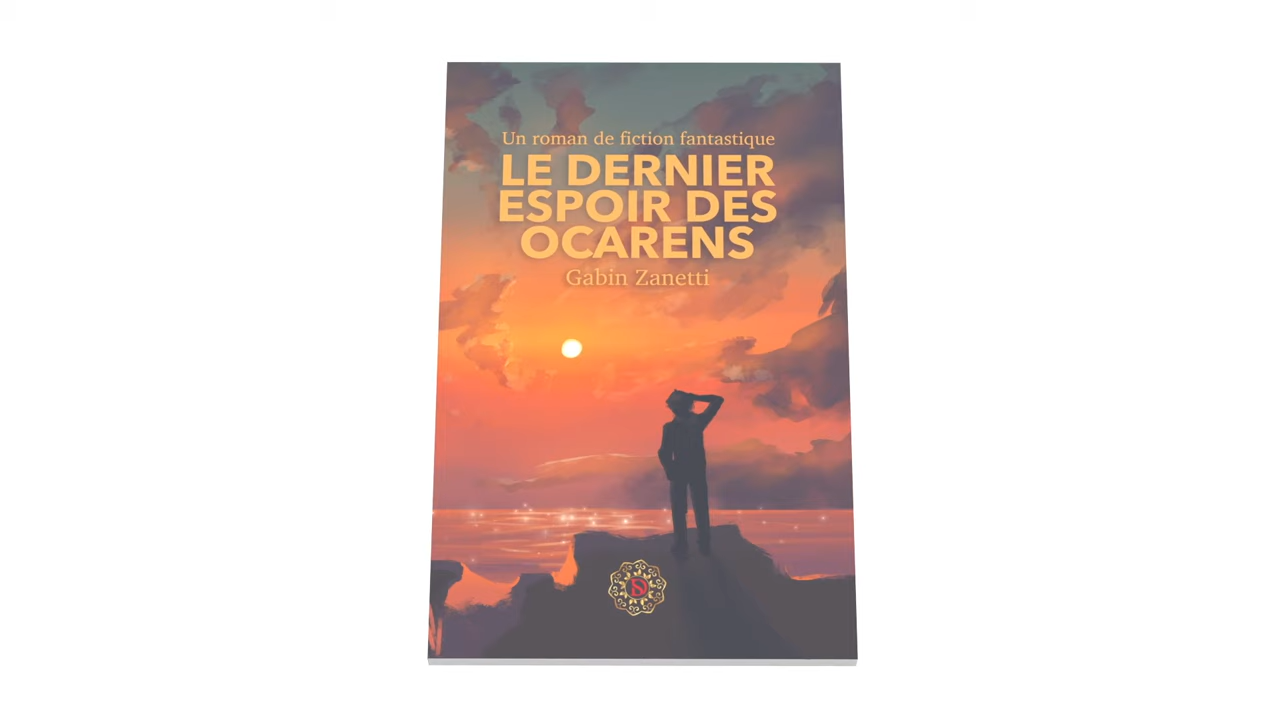 Un roman de fiction fantastique
LE DERNIER
ESPOIR DES
OCARENS
Gabin Zanetti